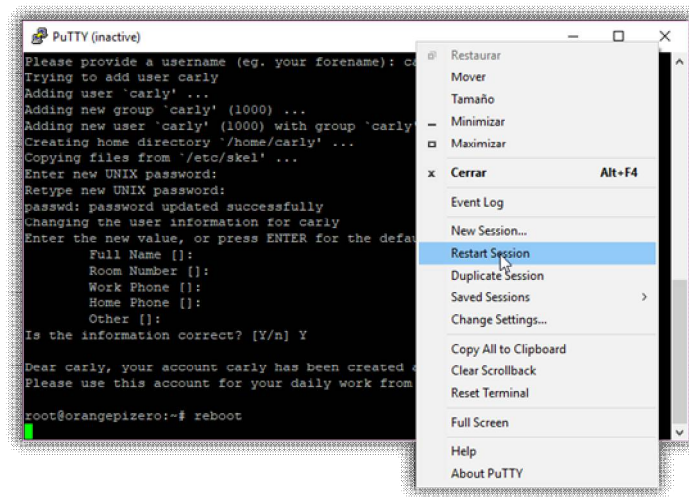 PuTTY (inactive)
Please provide a username (eg. your forename): ca
Trying to add user carly
Adding user `carly' ...
Adding new group `carly' (1000) ...
Adding new user `carly' (1000) with group `carly'
Creating home directory `/home/carly' ...
Copying files from `/etc/skel' ...
Enter new UNIX password:
Retype new UNIX password:
passwd: password updated successfully
Changing the user information for carly
Enter the new value, or press ENTER for the defau
Full Name []:
Room Number []:
Work Phone []:
Home Phone []:
Other []:
Is the information correct? [Y/n] Y
Dear carly, your account carly has been created a
Please use this account for your daily work from
root@orangepizero:~# reboot
Restaurar
Mover
Tamaño
Minimizar
Maximizar
Cerrar Alt+F4
Event Log
New Session...
Restart Session
Duplicate Session
Saved Sessions
Change Settings...
Copy All to Clipboard
Clear Scrollback
Reset Terminal
Full Screen
Help
About PuTTY